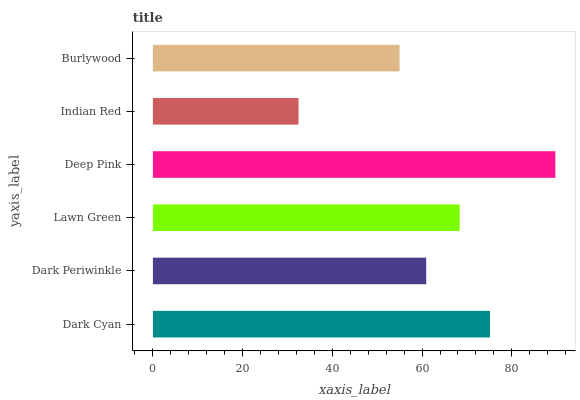 title
Burlywood
Indian Red
Deep Pink
Lawn Green
Dark Periwinkle
Dark Cyan
yaxis_label
0 20 40 60 80
xaxis_label